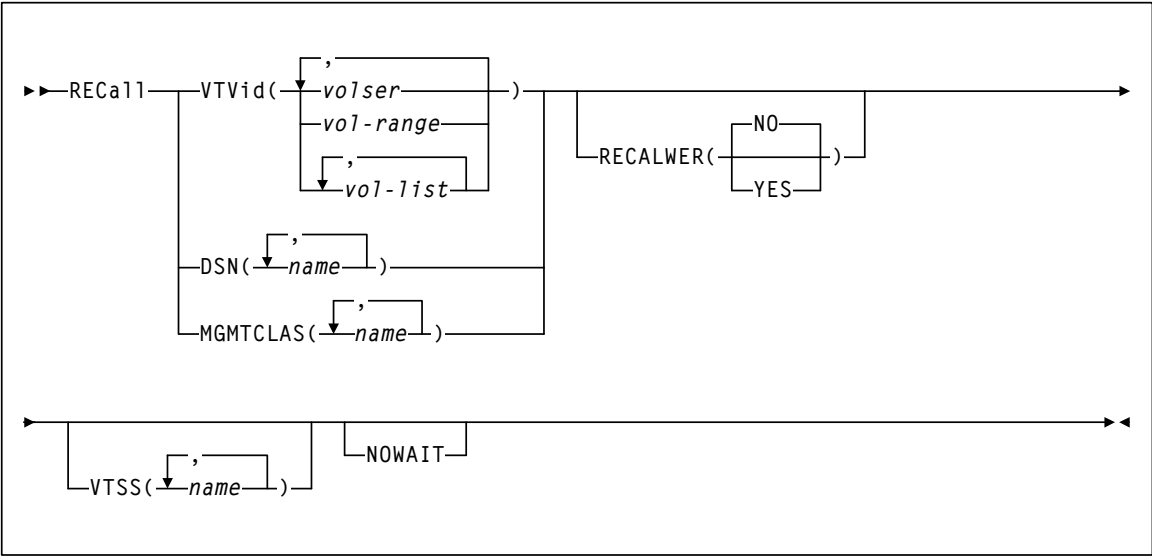 ,
RECall VTVid( volser )
vol-range
,
vol-list
NO
RECALWER( )
YES
,
DSN( name )
,
MGMTCLAS( name )
,
VTSS( name )
NOWAIT